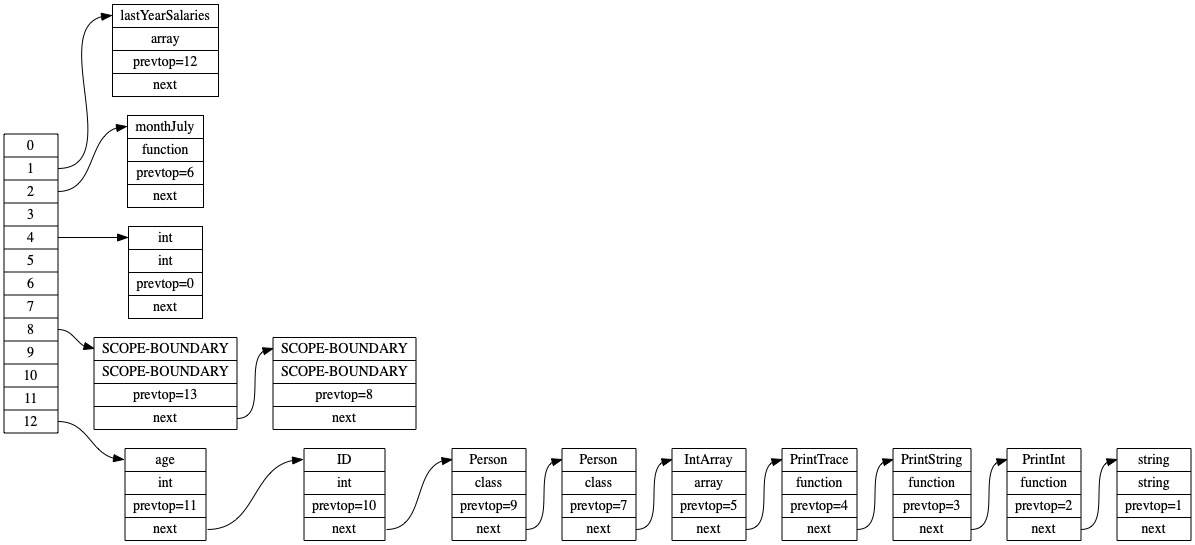 lastYearSalaries
array
prevtop=12
next
monthJuly
function
prevtop=6
next
0
1
2
3
4
5
6
7
8
9
10
11
12
int
int
prevtop=0
next
SCOPE-BOUNDARY
SCOPE-BOUNDARY
prevtop=13
next
SCOPE-BOUNDARY
SCOPE-BOUNDARY
prevtop=8
next
age
int
prevtop=11
next
ID
int
prevtop=10
next
Person
class
prevtop=9
next
Person
class
prevtop=7
next
IntArray
array
prevtop=5
next
PrintTrace
function
prevtop=4
next
PrintString
function
prevtop=3
next
PrintInt
function
prevtop=2
next
string
string
prevtop=1
next